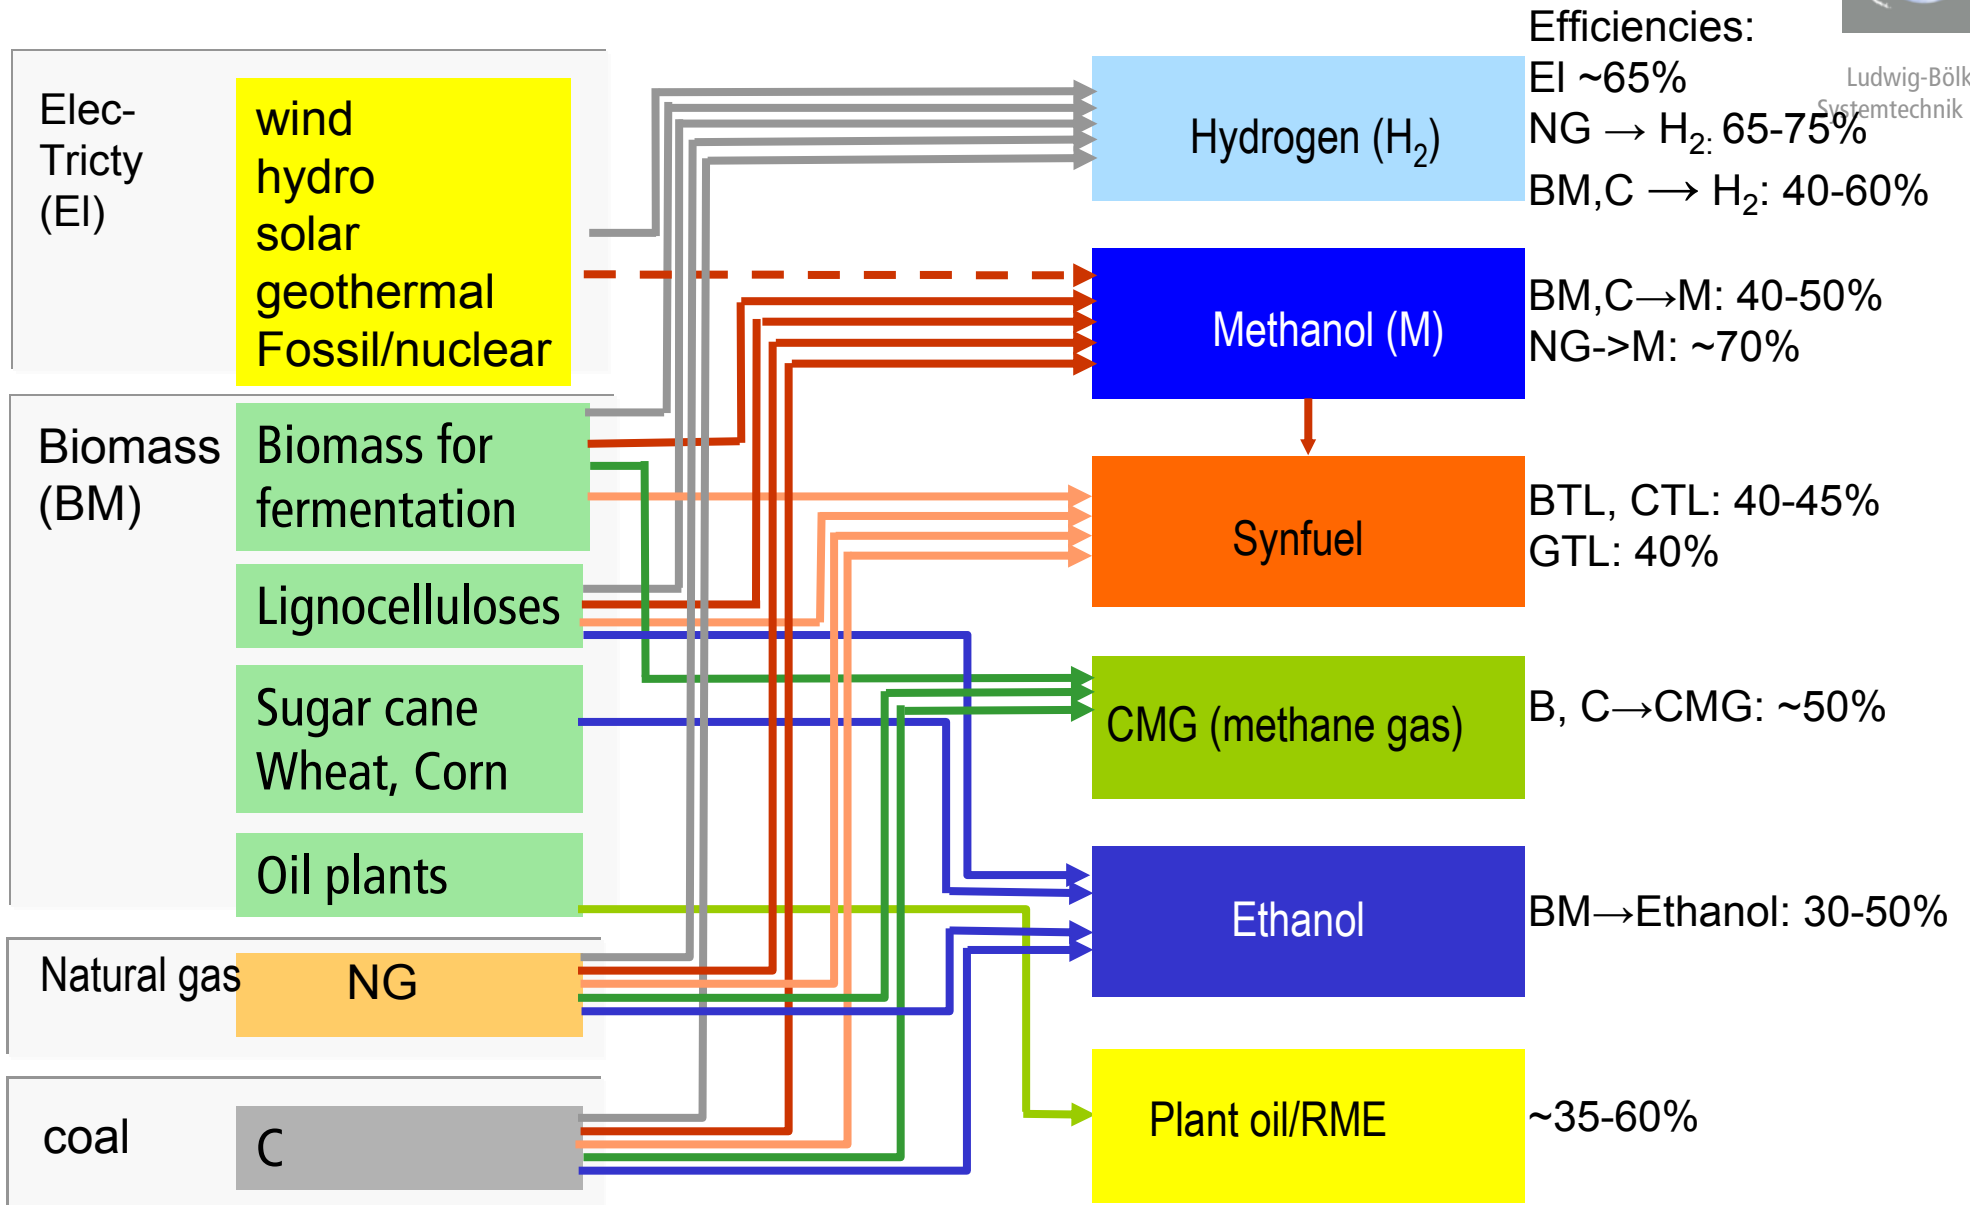 Elec-
Tricty
(El)
wind
hydro
solar
geothermal
Fossil/nuclear
Biomass
(BM)
Biomass for
fermentation
Lignocelluloses
Sugar cane
Wheat, Corn
Oil plants
Natural gas
NG
coal
C
Hydrogen (H₂)
Methanol (M)
Synfuel
CMG (methane gas)
Ethanol
Plant oil/RME
Efficiencies:
El ~65%
NG → H₂: 65-75%
BM,C → H₂: 40-60%
BM,C→M: 40-50%
NG->M: ~70%
BTL, CTL: 40-45%
GTL: 40%
B, C→CMG: ~50%
BM→Ethanol: 30-50%
~35-60%
Ludwig-Bölk
Systemtechnik